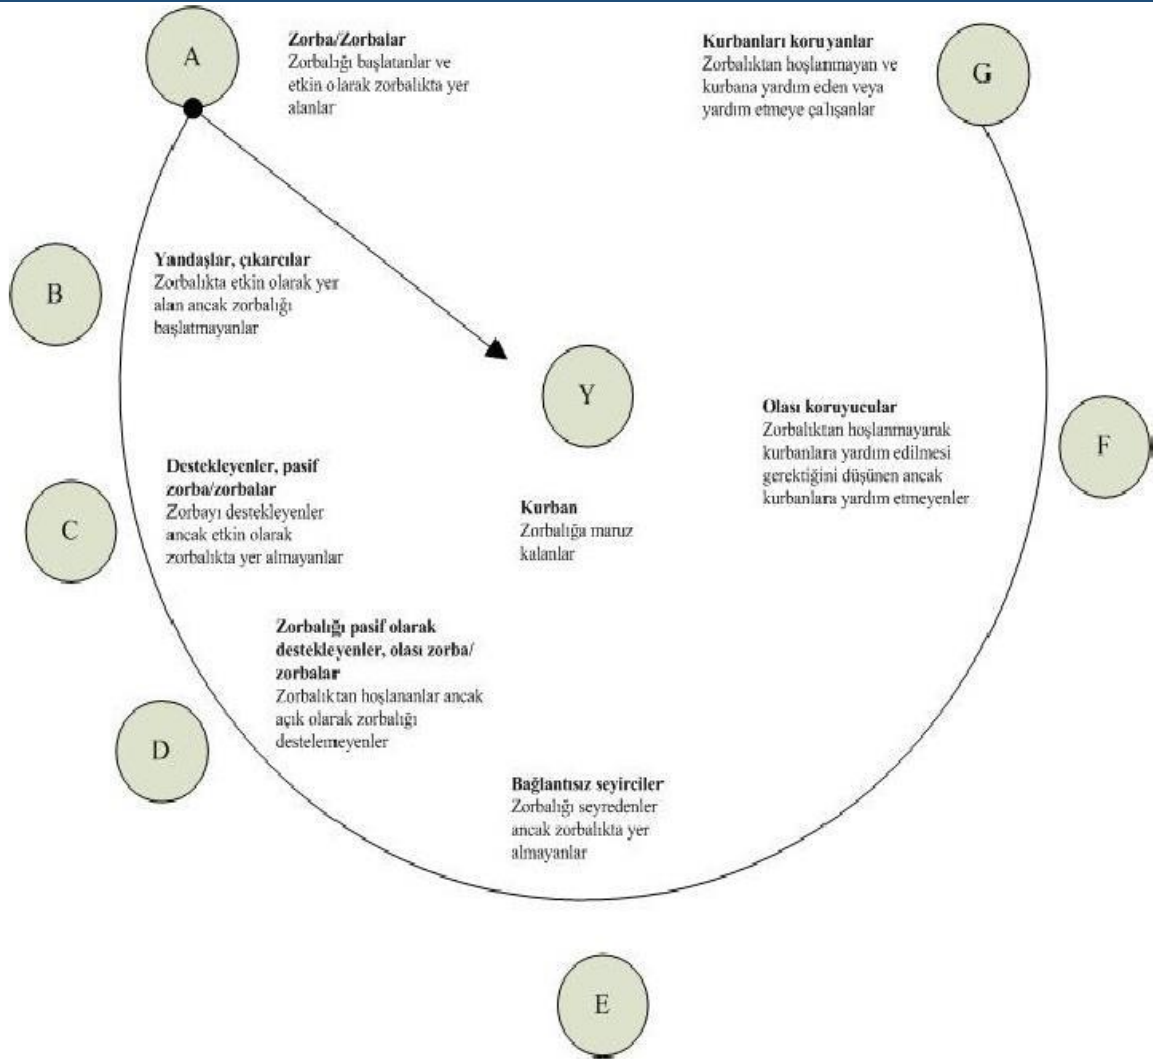 A
Zorba/Zorbalar
Zorbalığı başlatanlar ve
etkin olarak zorbalıkta yer
alanlar
Kurbanları koruyanlar
Zorbalıktan hoşlanmayan ve
kurbana yardım eden veya
yardım etmeye çalışanlar
G
B
Yandaşlar, çıkarcılar
Zorbalıkta etkin olarak yer
alan ancak zorbalığı
başlatmayanlar
Y
Kurban
Zorbalığa maruz
kalanlar
Olası koruyucular
Zorbalıktan hoşlanmayarak
kurbanlara yardım edilmesi
gerektiğini düşünen ancak
kurbanlara yardım etmeyenler
F
C
Destekleyenler, pasif
zorba/zorbalar
Zorbayı destekleyenler
ancak etkin olarak
zorbalıkta yer almayanlar
D
Zorbalığı pasif olarak
destekleyenler, olası zorba/
zorbalar
Zorbalıktan hoşlananlar ancak
açık olarak zorbalığı
destelemeyenler
Bağlantısız seyirciler
Zorbalığı seyredenler
ancak zorbalıkta yer
almayanlar
E